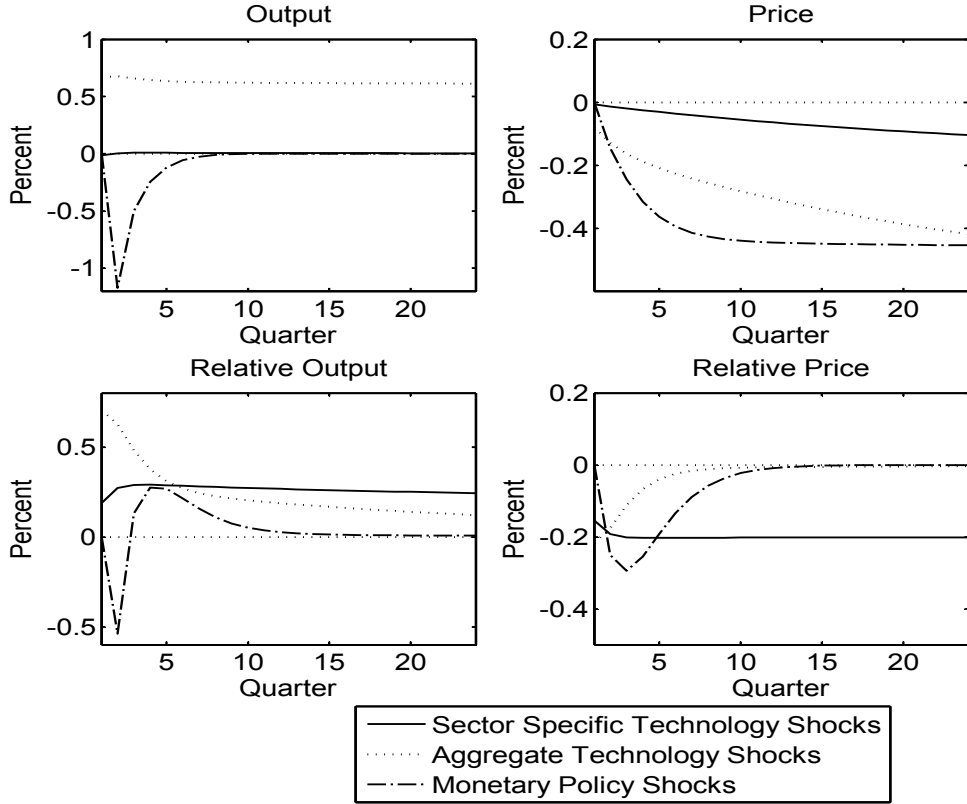 Output
Price
1
0.5
0
-0.5
-1
Percent
5
10
15
20
Quarter
0.2
0
-0.2
-0.4
Percent
5
10
15
20
Quarter
Relative Output
Relative Price
0.5
0
-0.5
Percent
5
10
15
20
Quarter
0.2
0
-0.2
-0.4
Percent
5
10
15
20
Quarter
Sector Specific Technology Shocks
Aggregate Technology Shocks
Monetary Policy Shocks